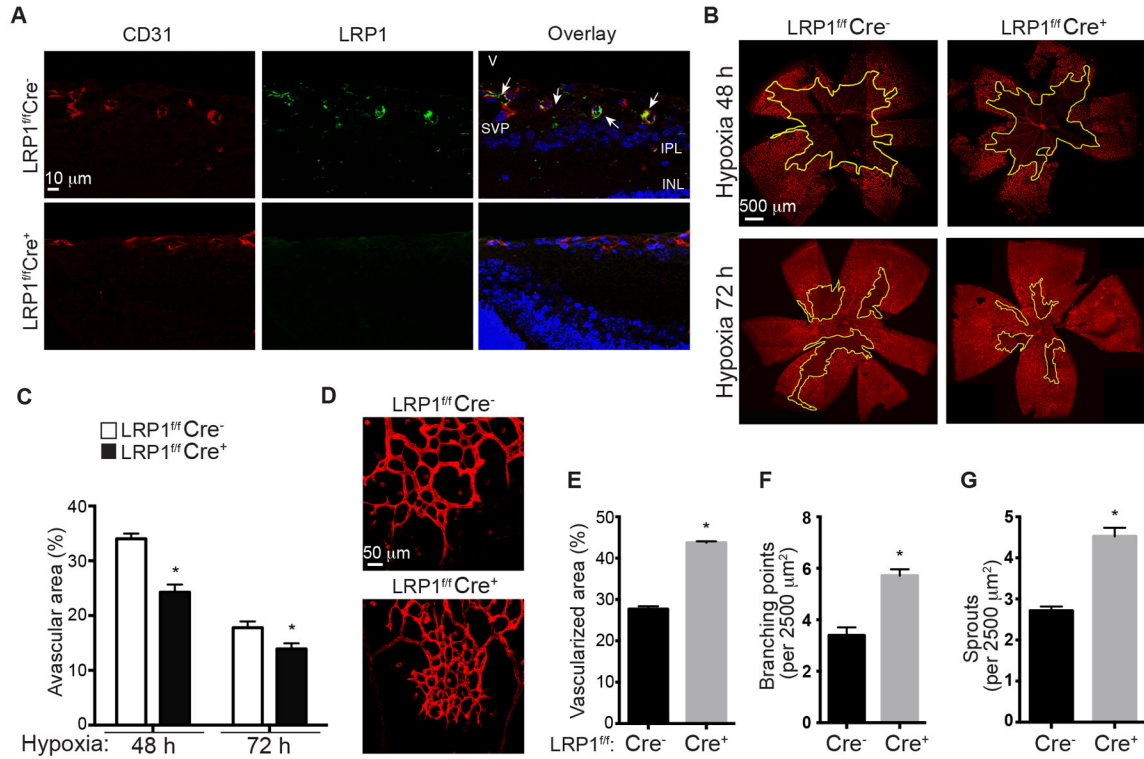 A
CD31 LRP1 Overlay
LRP1f/fCre-
V
SVP
IPL
INL
10 μm
LRP1f/fCre+
B
LRP1f/f Cre- LRP1f/f Cre+
Hypoxia 48 h
500 μm
Hypoxia 72 h
C
LRP1f/f Cre-
LRP1f/f Cre+
Avascular area (%)
40
30
20
10
0
* *
Hypoxia: 48 h 72 h
D
LRP1f/f Cre-
50 μm
LRP1f/f Cre+
E
Vascularized area (%)
50
40
30
20
10
0
*
LRP1f/f: Cre- Cre+
F
Branching points
(per 2500 μm2)
8
6
4
2
0
*
Cre- Cre+
G
Sprouts
(per 2500 μm2)
5
4
3
2
1
0
*
Cre- Cre+